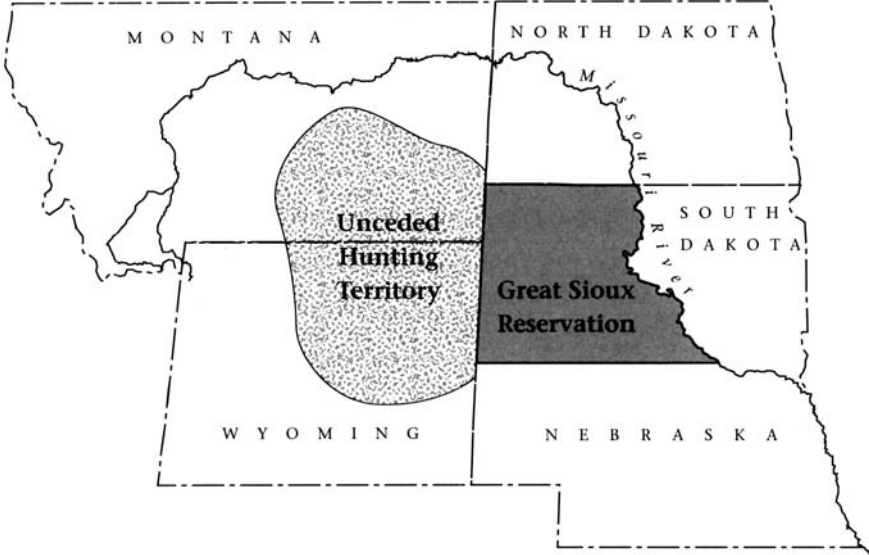 MONTANA
NORTH DAKOTA
Missouri River
SOUTH
DAKOTA
Unceded
Hunting
Territory
Great Sioux
Reservation
WYOMING
NEBRASKA